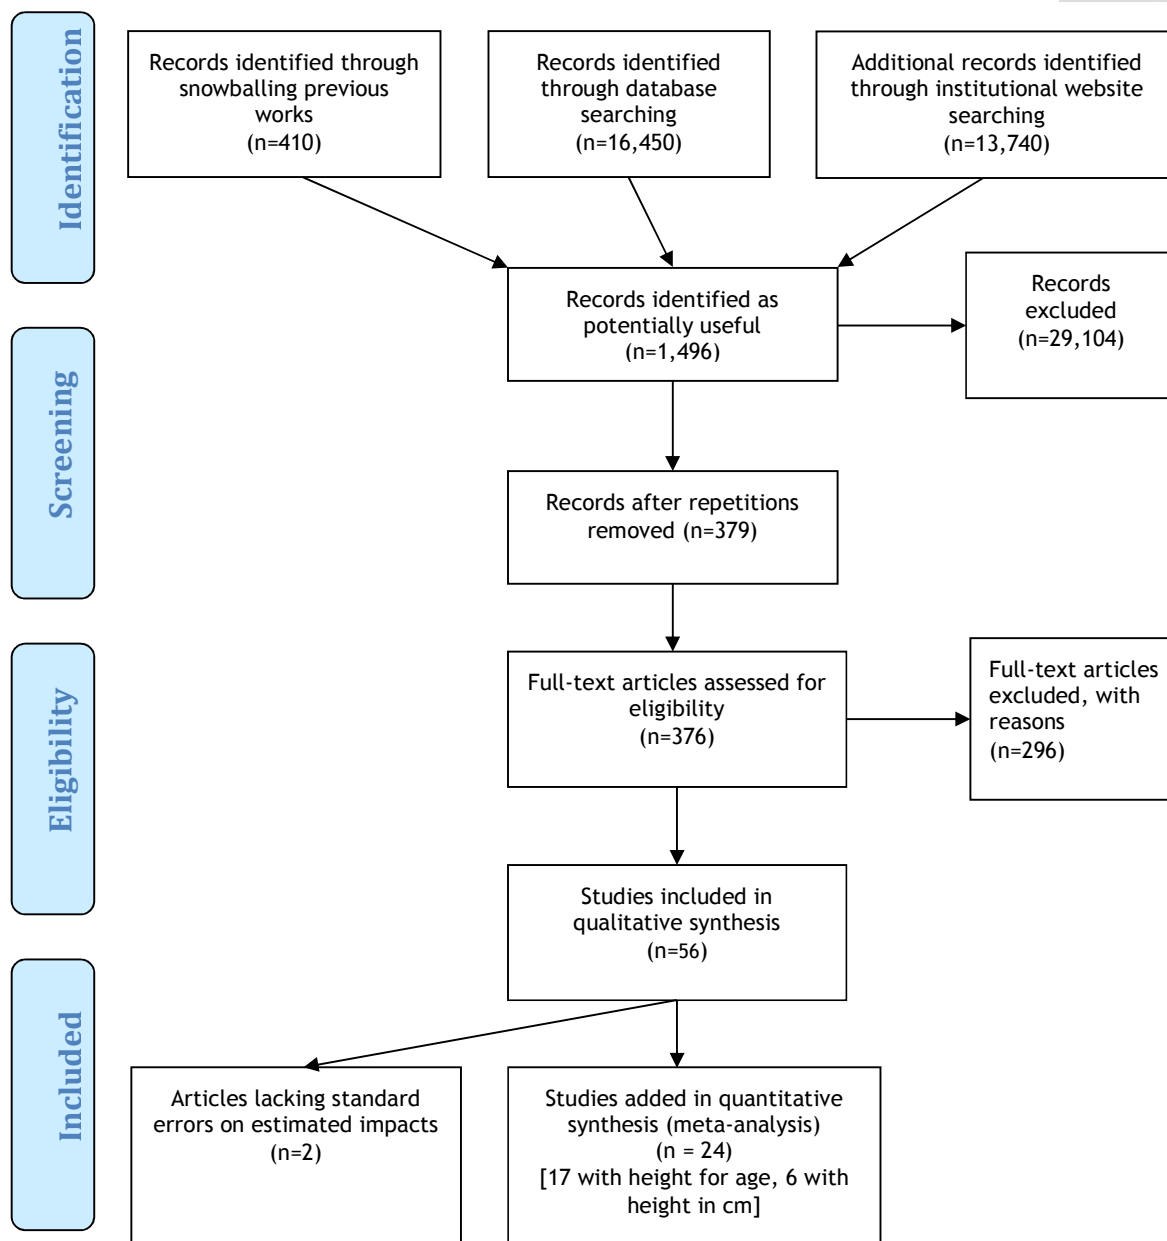 Identification
Records identified through
snowballing previous
works
(n=410)
Records identified
through database
searching
(n=16,450)
Additional records identified
through institutional website
searching
(n=13,740)
Records identified as
potentially useful
(n=1,496)
Records
excluded
(n=29,104)
Screening
Records after repetitions
removed (n=379)
Eligibility
Full-text articles assessed for
eligibility
(n=376)
Full-text articles
excluded, with
reasons
(n=296)
Studies included in
qualitative synthesis
(n=56)
Included
Articles lacking standard
errors on estimated impacts
(n=2)
Studies added in quantitative
synthesis (meta-analysis)
(n = 24)
[17 with height for age, 6 with
height in cm]